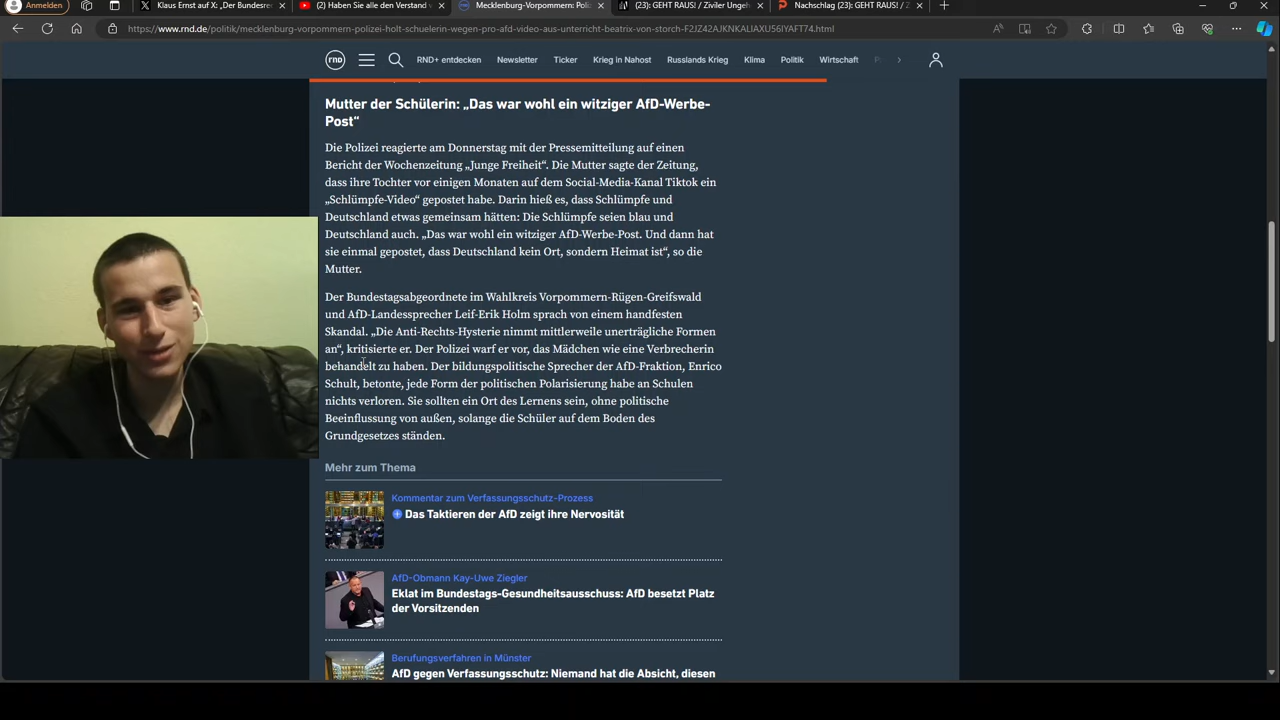 Anmelden
Klaus Ernst auf X: „Der Bundesre
(2) Haben Sie alle den Verstand v
Mecklenburg-Vorpommern: Poli
(23): GEHT RAUS! / Ziviler Ungeh
Nachschlag (23): GEHT RAUS! / Z
https://www.rnd.de/politik/mecklenburg-vorpommern-polizei-holt-schuelerin-wegen-pro-afd-video-aus-unterricht-beatrix-von-storch-F2JZ42AJKNKALIAXU56IYAFT74.html
RND
RND+ entdecken
Newsletter
Ticker
Krieg in Nahost
Russlands Krieg
Klima
Politik
Wirtschaft
Mutter der Schülerin: „Das war wohl ein witziger AfD-Werbe-
Post“
Die Polizei reagierte am Donnerstag mit der Pressemitteilung auf einen
Bericht der Wochenzeitung „Junge Freiheit“. Die Mutter sagte der Zeitung,
dass ihre Tochter vor einigen Monaten auf dem Social-Media-Kanal Tiktok ein
„Schlümpfe-Video“ gepostet habe. Darin hieß es, dass Schlümpfe und
Deutschland etwas gemeinsam hätten: Die Schlümpfe seien blau und
Deutschland auch. „Das war wohl ein witziger AfD-Werbe-Post. Und dann hat
sie einmal gepostet, dass Deutschland kein Ort, sondern Heimat ist“, so die
Mutter.
Der Bundestagsabgeordnete im Wahlkreis Vorpommern-Rügen-Greifswald
und AfD-Landessprecher Leif-Erik Holm sprach von einem handfesten
Skandal. „Die Anti-Rechts-Hysterie nimmt mittlerweile unerträgliche Formen
an“, kritisierte er. Der Polizei warf er vor, das Mädchen wie eine Verbrecherin
behandelt zu haben. Der bildungspolitische Sprecher der AfD-Fraktion, Enrico
Schult, betonte, jede Form der politischen Polarisierung habe an Schulen
nichts verloren. Sie sollten ein Ort des Lernens sein, ohne politische
Beeinflussung von außen, solange die Schüler auf dem Boden des
Grundgesetzes ständen.
Mehr zum Thema
Kommentar zum Verfassungsschutz-Prozess
Das Taktieren der AfD zeigt ihre Nervosität
AfD-Obmann Kay-Uwe Ziegler
Eklat im Bundestags-Gesundheitsausschuss: AfD besetzt Platz
der Vorsitzenden
Berufungsverfahren in Münster
AfD gegen Verfassungsschutz: Niemand hat die Absicht, diesen